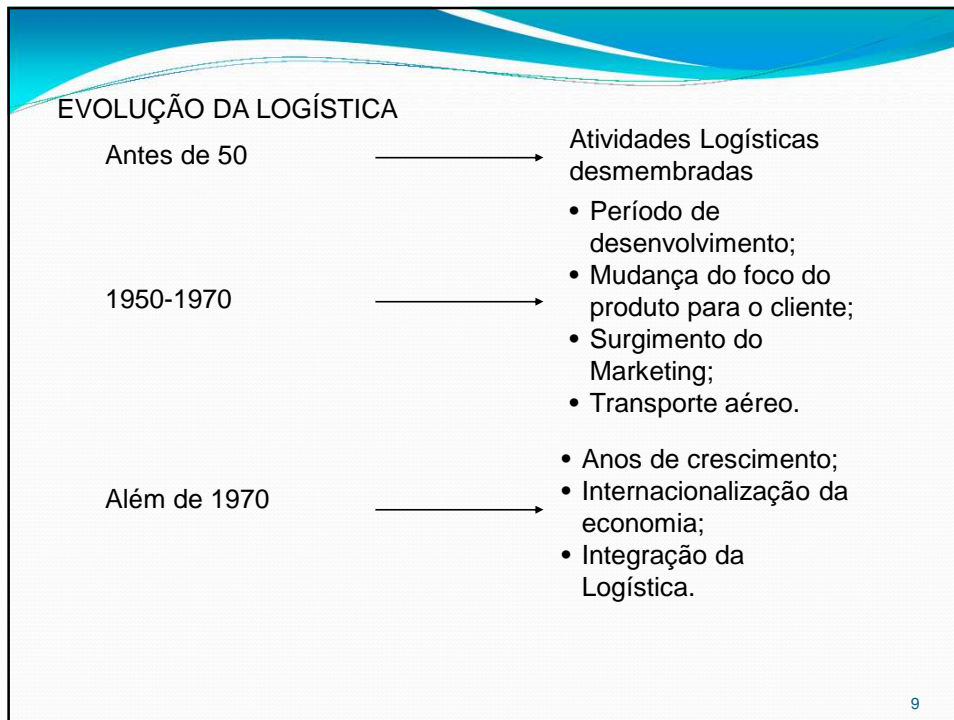 EVOLUÇÃO DA LOGÍSTICA
Antes de 50
Atividades Logísticas
desmembradas
1950-1970
• Período de
desenvolvimento;
• Mudança do foco do
produto para o cliente;
• Surgimento do
Marketing;
• Transporte aéreo.
Além de 1970
• Anos de crescimento;
• Internacionalização da
economia;
• Integração da
Logística.
9